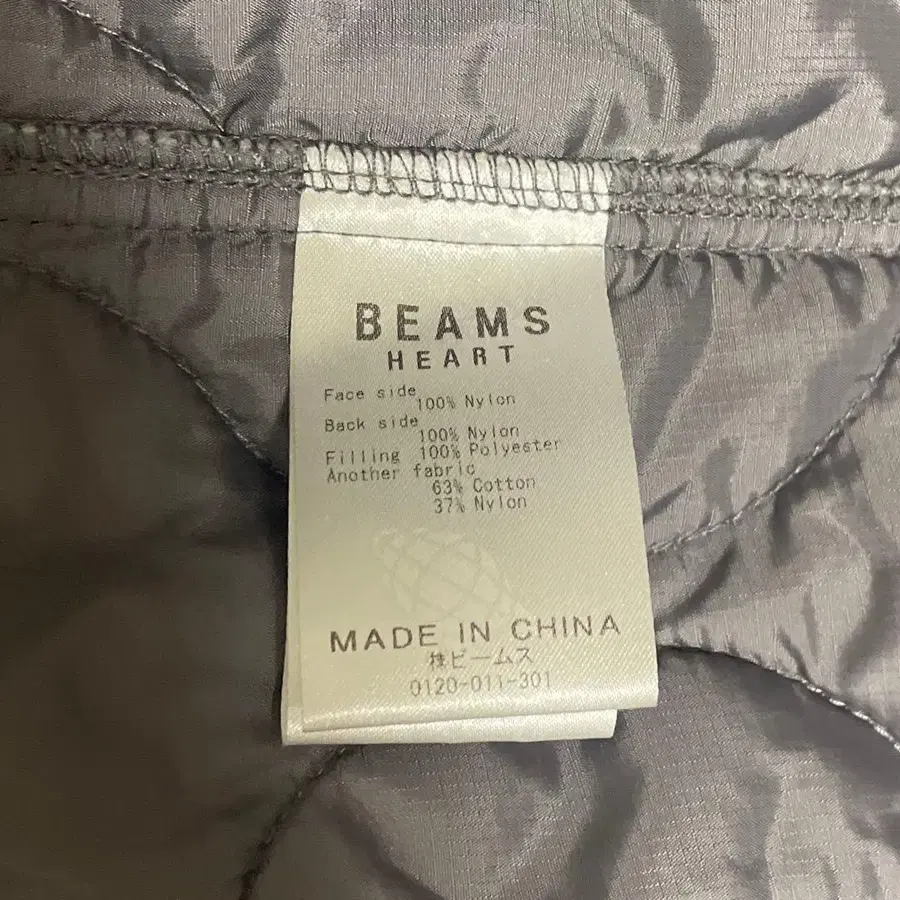 BEAMS
HEART
Face side
100% Nylon
Back side
100% Nylon
Filling 100% Polyester
Another fabric
63% Cotton
37% Nylon
MADE IN CHINA
㈱ビームス
0120-011-301